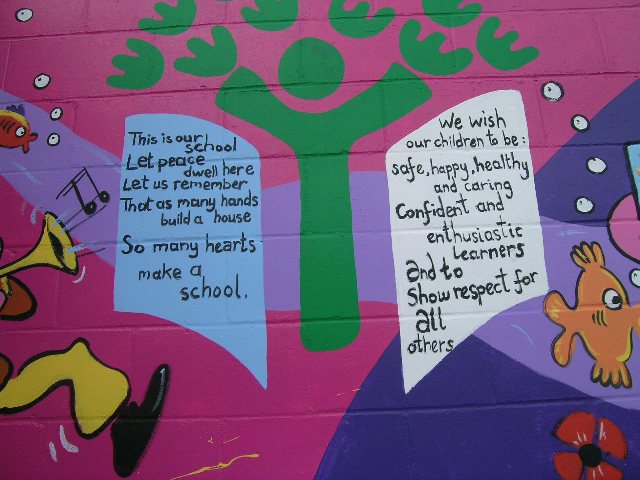 This is our school
Let peace
dwell here
Let us remember
That as many hands
build a house
So many hearts
make a
school.
We wish
our children to be:
safe, happy, healthy
and caring
Confident and
enthusiastic
Learners
and to
Show respect for
all
others